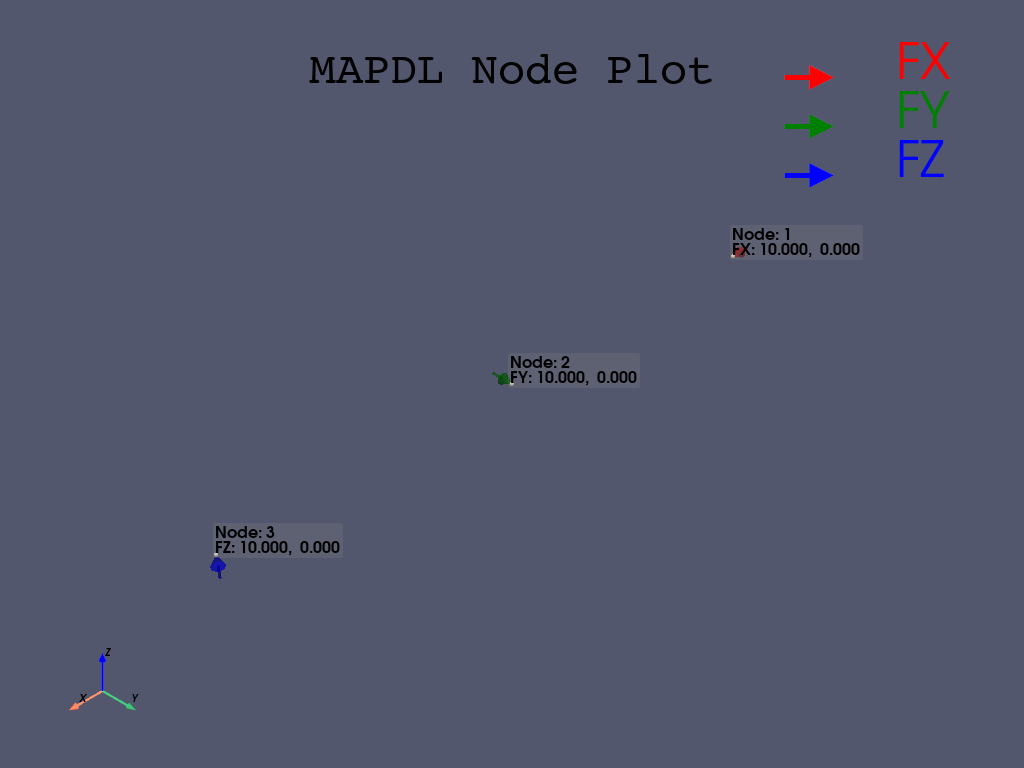 MAPDL Node Plot
FX
FY
FZ
Node: 1
FX: 10.000, 0.000
Node: 2
FY: 10.000, 0.000
Node: 3
FZ: 10.000, 0.000
Z
X
Y